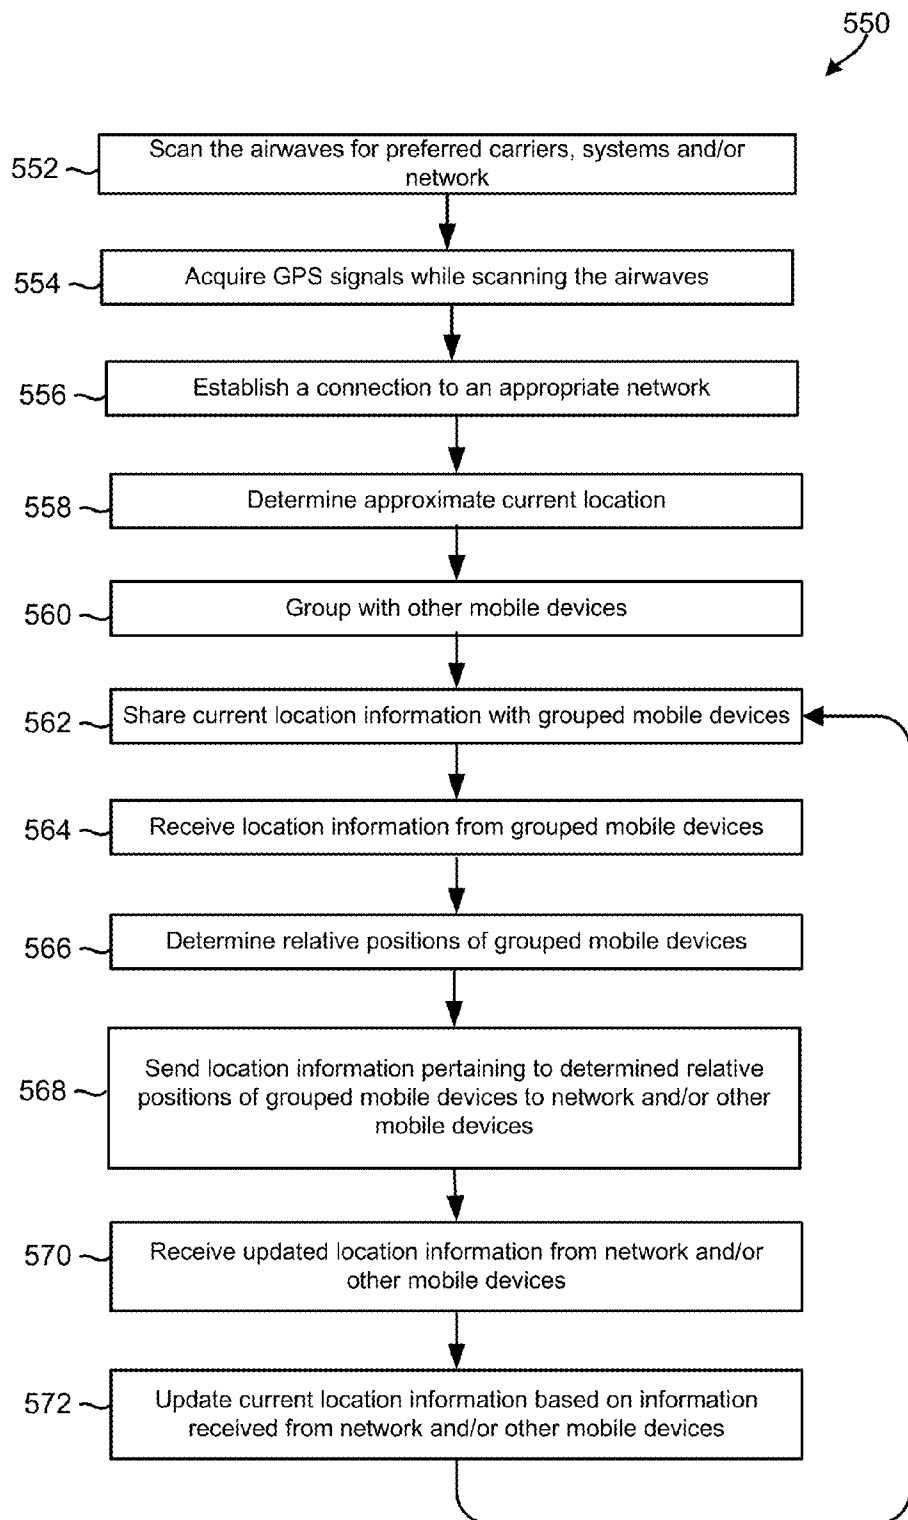 550
552
Scan the airwaves for preferred carriers, systems and/or
network
554
Acquire GPS signals while scanning the airwaves
556
Establish a connection to an appropriate network
558
Determine approximate current location
560
Group with other mobile devices
562
Share current location information with grouped mobile devices
564
Receive location information from grouped mobile devices
566
Determine relative positions of grouped mobile devices
568
Send location information pertaining to determined relative
positions of grouped mobile devices to network and/or other
mobile devices
570
Receive updated location information from network and/or
other mobile devices
572
Update current location information based on information
received from network and/or other mobile devices